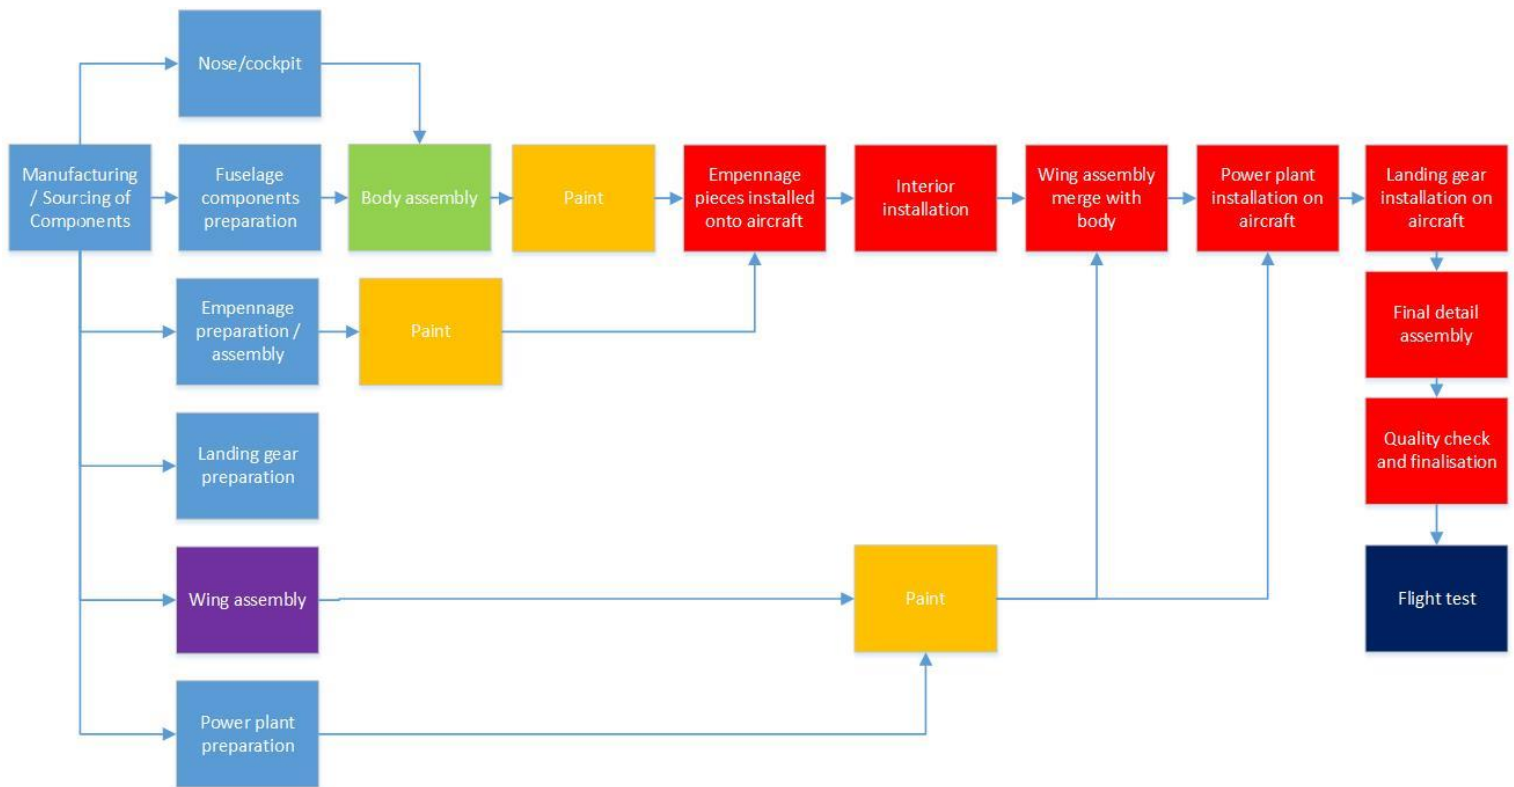 Nose/cockpit
Manufacturing
/ Sourcing of
Components
Fuselage
components
preparation
Body assembly
Paint
Empennage
pieces installed
onto aircraft
Interior
installation
Wing assembly
merge with
body
Power plant
installation on
aircraft
Landing gear
installation on
aircraft
Empennage
preparation /
assembly
Paint
Final detail
assembly
Landing gear
preparation
Quality check
and finalisation
Wing assembly
Paint
Flight test
Power plant
preparation